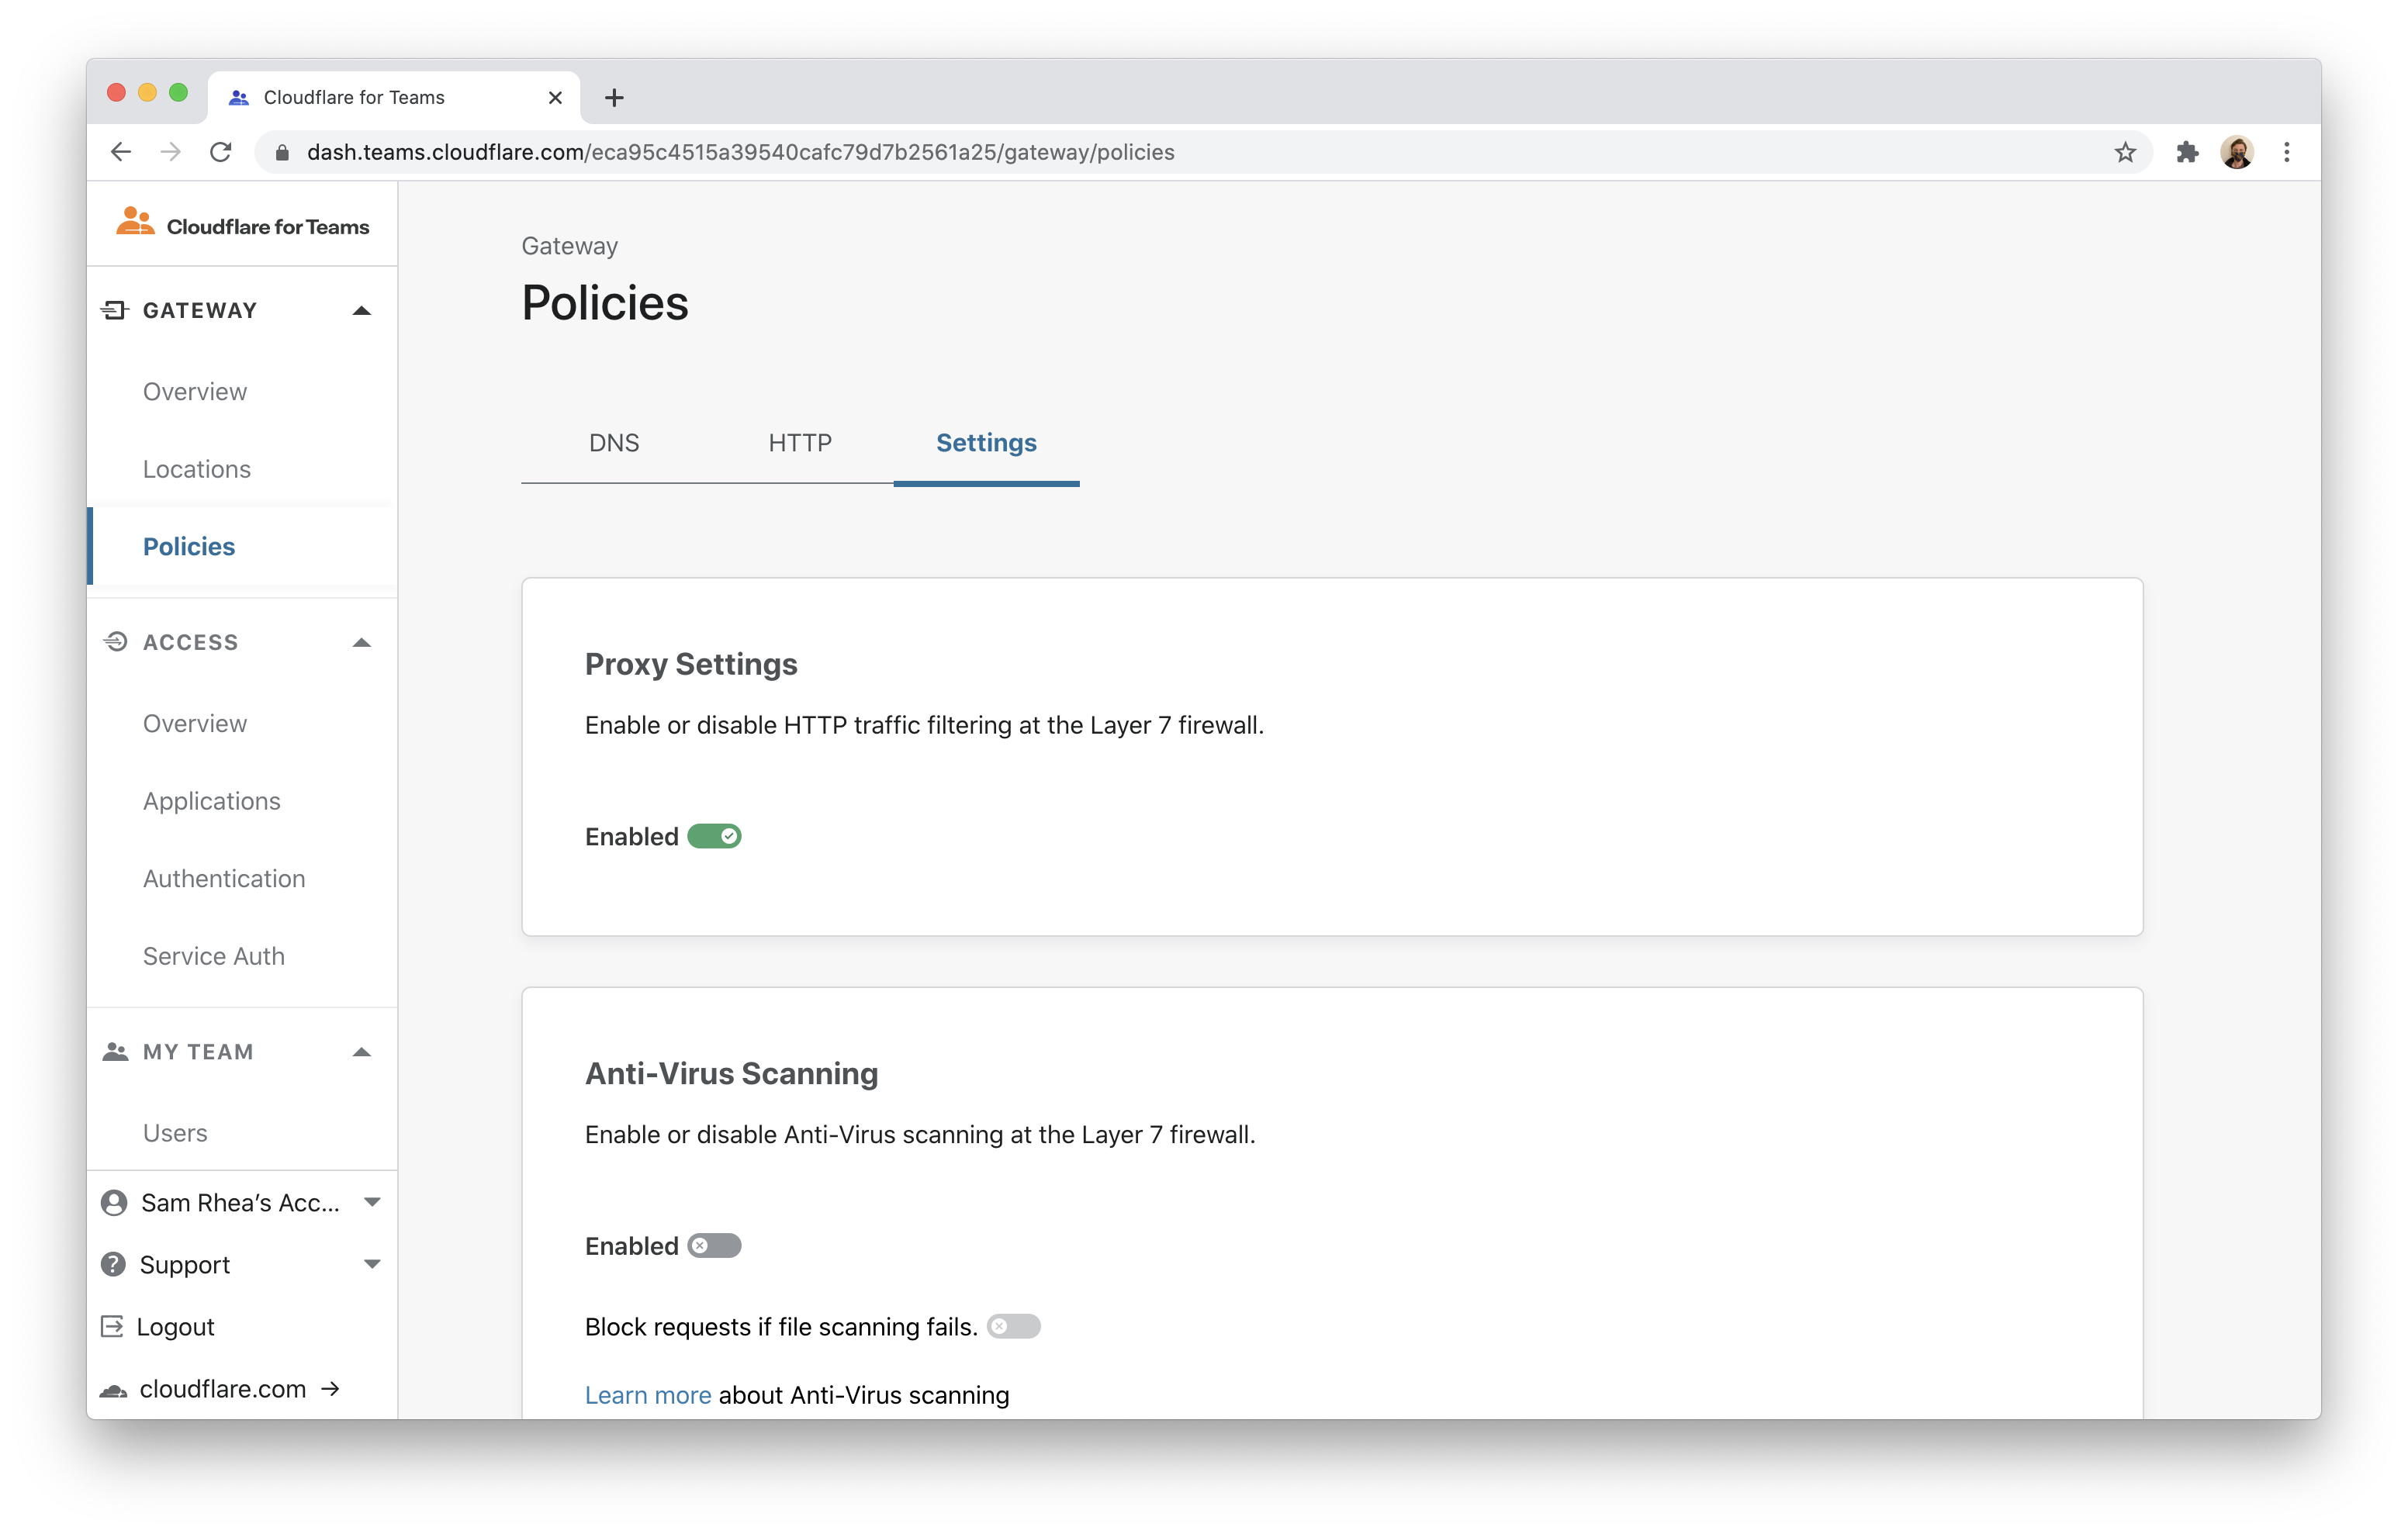 Cloudflare for Teams
dash.teams.cloudflare.com/eca95c4515a39540cafc79d7b2561a25/gateway/policies
Cloudflare for Teams
GATEWAY
Overview
Locations
Policies
ACCESS
Overview
Applications
Authentication
Service Auth
MY TEAM
Users
Sam Rhea’s Acc...
Support
Logout
cloudflare.com →
Gateway
Policies
DNS HTTP Settings
Proxy Settings
Enable or disable HTTP traffic filtering at the Layer 7 firewall.
Enabled
Anti-Virus Scanning
Enable or disable Anti-Virus scanning at the Layer 7 firewall.
Enabled
Block requests if file scanning fails.
Learn more about Anti-Virus scanning